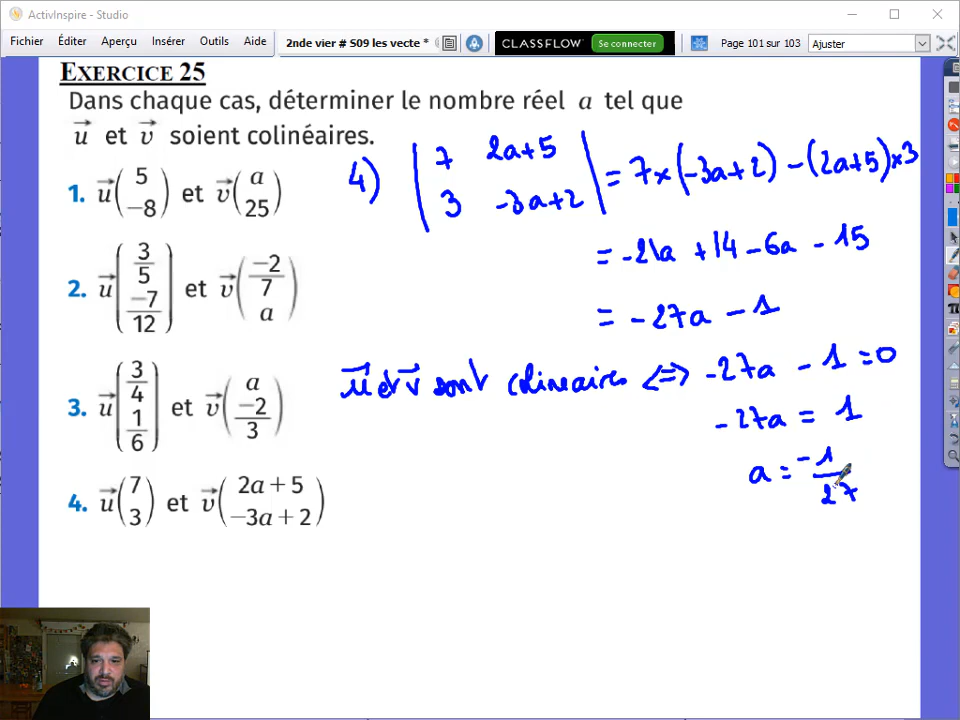 ActivInspire - Studio
Fichier Éditer Aperçu Insérer Outils Aide 2nde vier # S09 les vecte * CLASSFLOW Se connecter Page 101 sur 103 Ajuster
EXERCICE 25
Dans chaque cas, déterminer le nombre réel a tel que
u⃗ et v⃗ soient colinéaires.
1. u⃗(5 -8) et v⃗(a 25)
2. u⃗(3/5 -7/12) et v⃗(-2/7 a)
3. u⃗(3/4 1/6) et v⃗(a -2/3)
4. u⃗(7 3) et v⃗(2a+5 -3a+2)
4) |7 2a+5 3 -3a+2| = 7×(-3a+2)-(2a+5)×3
= -21a +14 -6a -15
= -27a -1
u⃗ et v⃗ sont colineaires <=> -27a -1 =0
-27a = 1
a = -1/27